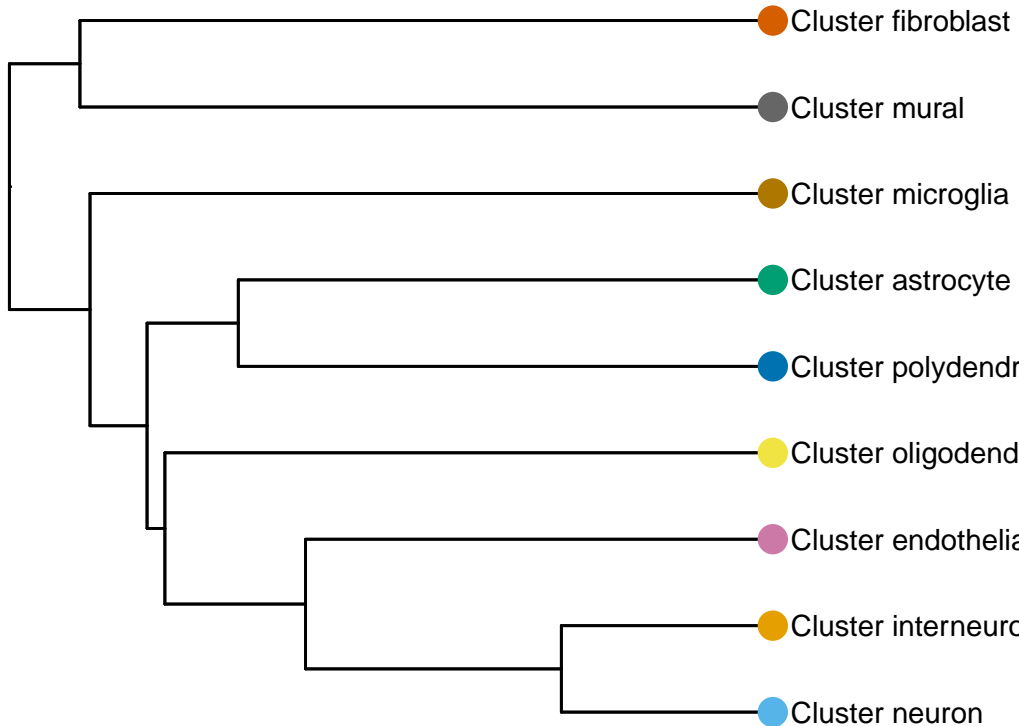 Cluster fibroblast
Cluster mural
Cluster microglia
Cluster astrocyte
Cluster polydendr
Cluster oligodend
Cluster endothelia
Cluster interneuro
Cluster neuron